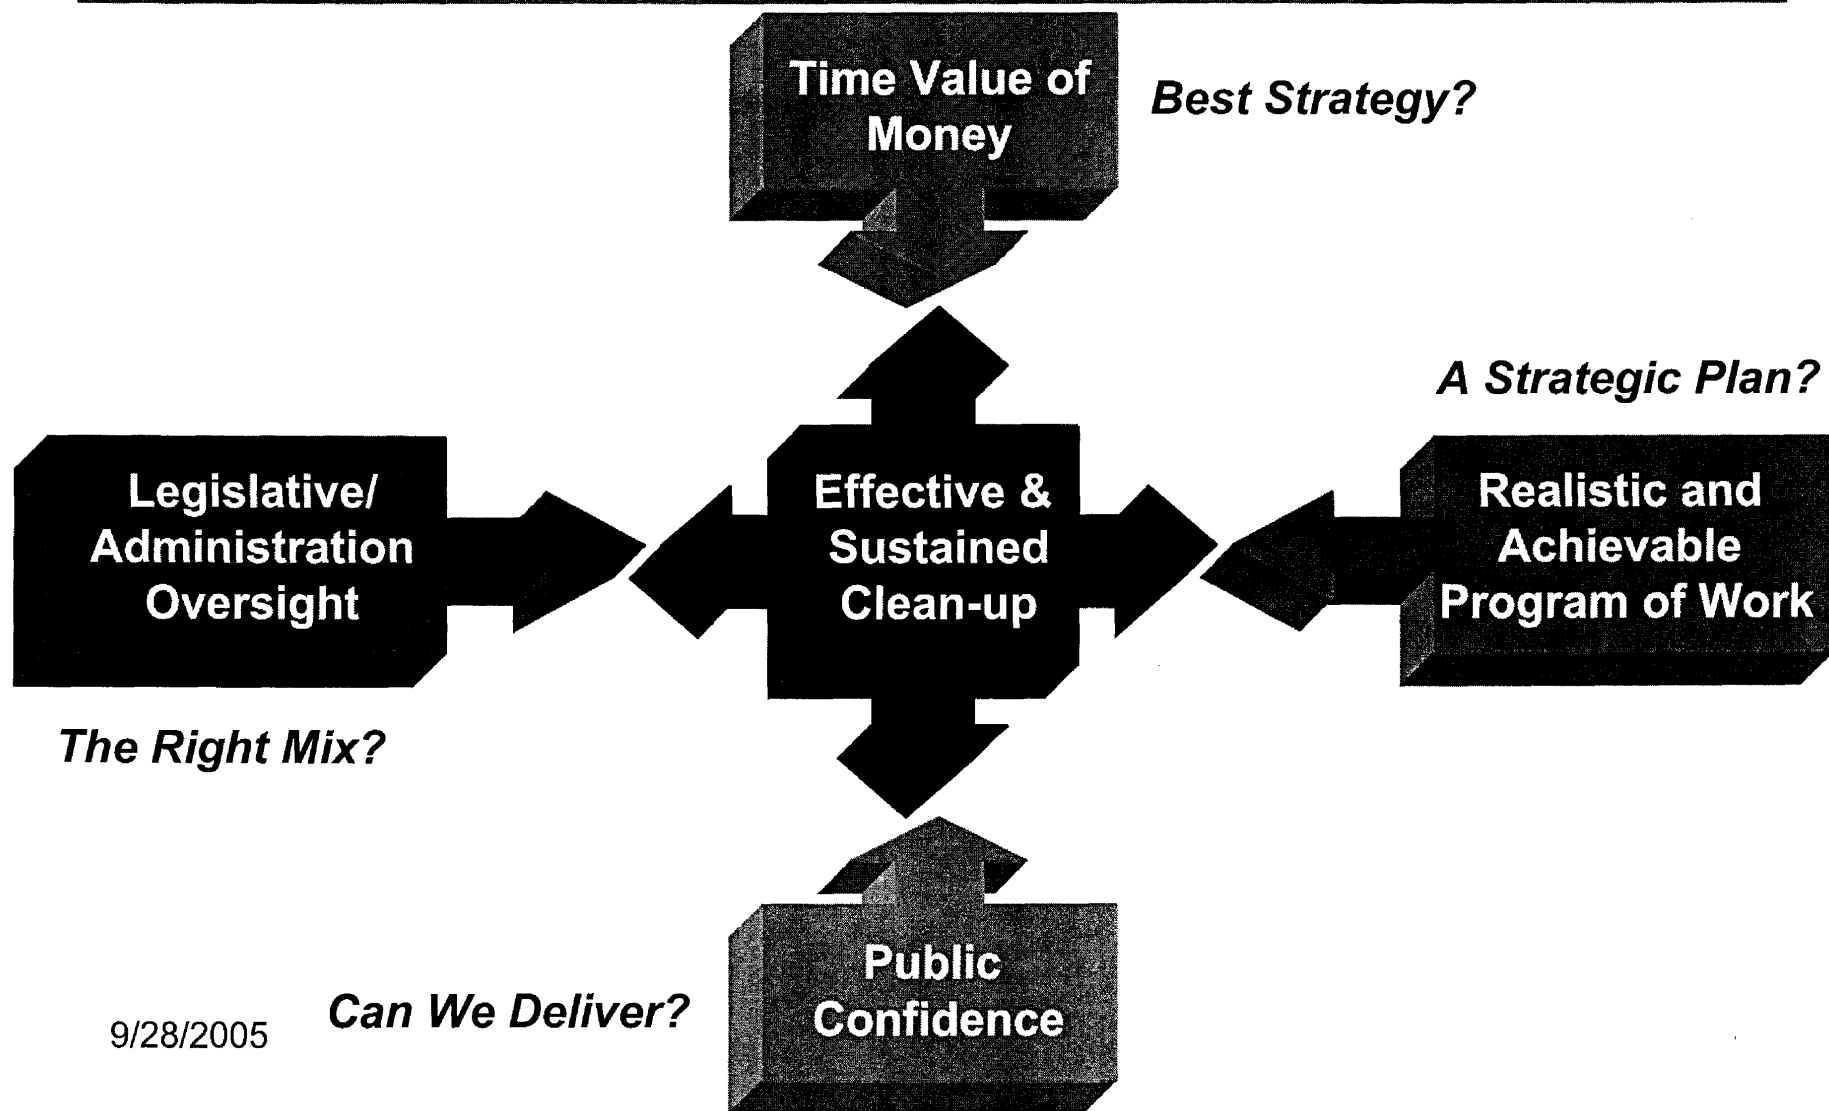 Time Value of
Money
Best Strategy?
A Strategic Plan?
Legislative/
Administration
Oversight
Effective &
Sustained
Clean-up
Realistic and
Achievable
Program of Work
The Right Mix?
Public
Confidence
Can We Deliver?
9/28/2005